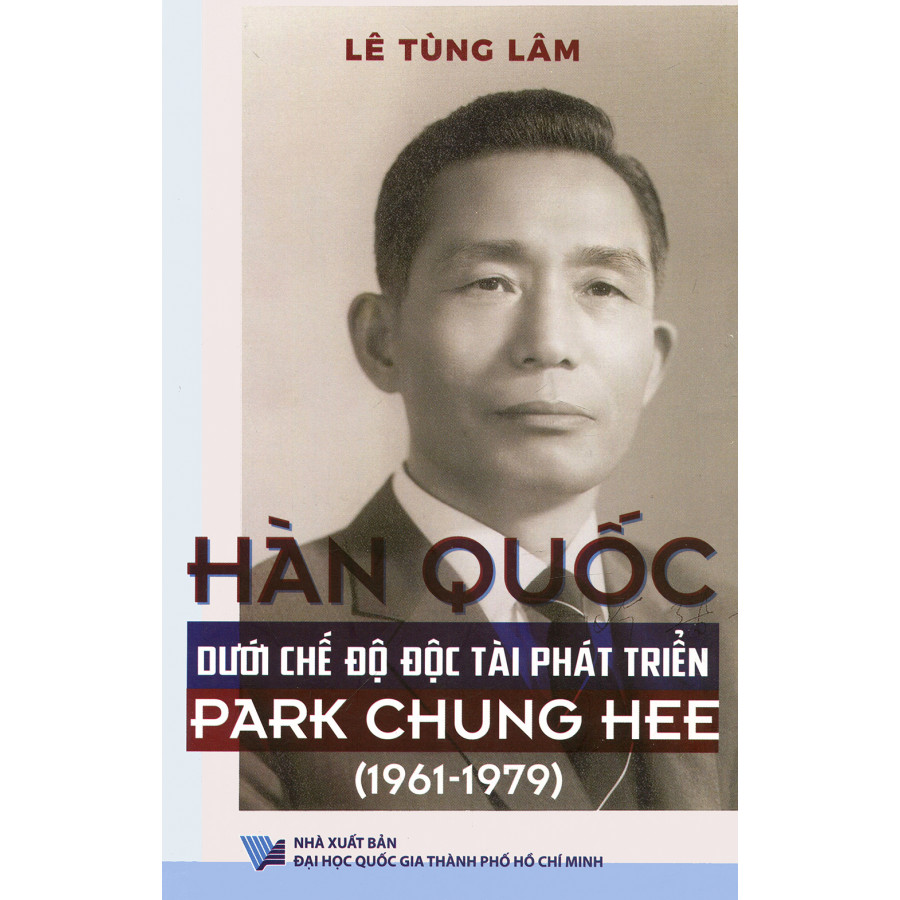 LÊ TÙNG LÂM
HÀN QUỐC
DƯỚI CHẾ ĐỘ ĐỘC TÀI PHÁT TRIỂN
PARK CHUNG HEE
(1961-1979)
NHÀ XUẤT BẢN
ĐẠI HỌC QUỐC GIA THÀNH PHỐ HỒ CHÍ MINH